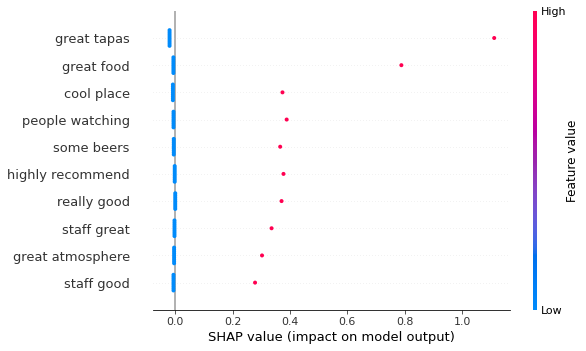 High
great tapas
great food
cool place
people watching
some beers
highly recommend
really good
staff great
great atmosphere
staff good
Feature value
Low
0.0 0.2 0.4 0.6 0.8 1.0
SHAP value (impact on model output)